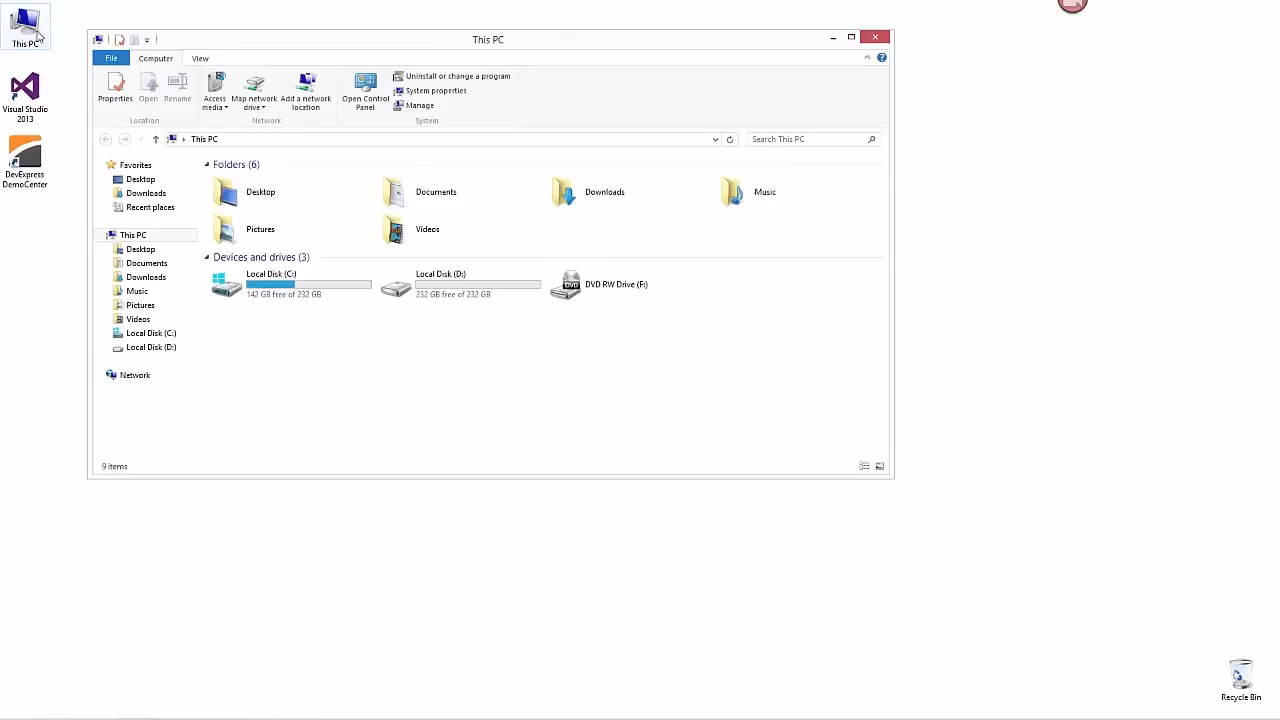 This PC
Visual Studio
2013
DevExpress
DemoCenter
This PC
File
Computer
View
Properties
Open
Rename
Location
Access
media
Map network
drive
Add a network
location
Network
Open Control
Panel
Uninstall or change a program
System properties
Manage
System
This PC
Search This PC
Favorites
Desktop
Downloads
Recent places
This PC
Desktop
Documents
Downloads
Music
Pictures
Videos
Local Disk (C:)
Local Disk (D:)
Network
Folders (6)
Desktop
Documents
Downloads
Music
Pictures
Videos
Devices and drives (3)
Local Disk (C:)
142 GB free of 232 GB
Local Disk (D:)
232 GB free of 232 GB
DVD
DVD RW Drive (F:)
9 items
Recycle Bin